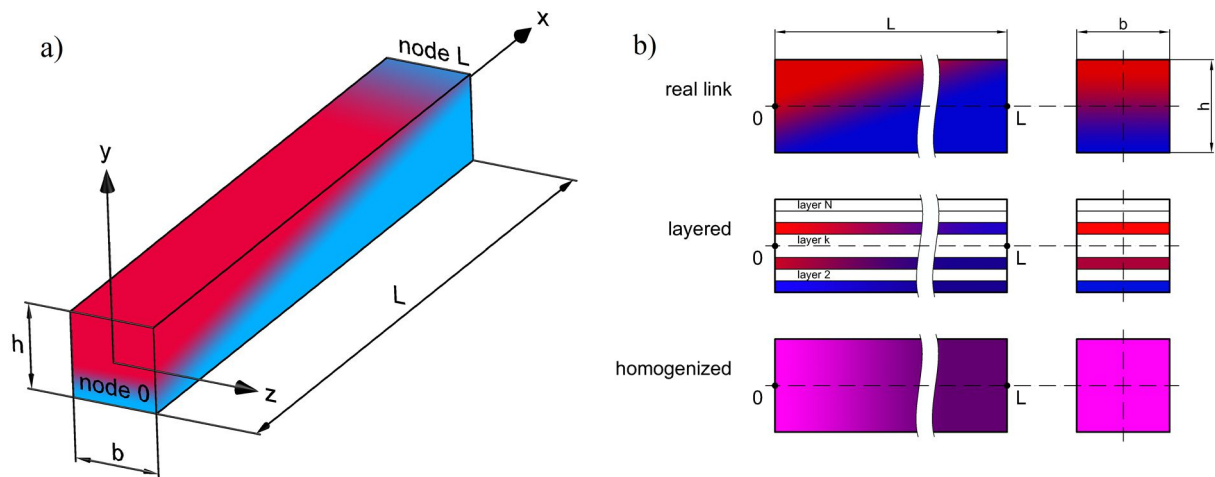 a)
node L
x
y
L
h
node 0
z
b
b)
L
b
real link
0
L
h
layered
layer N
layer k
layer 2
0
L
homogenized
0
L